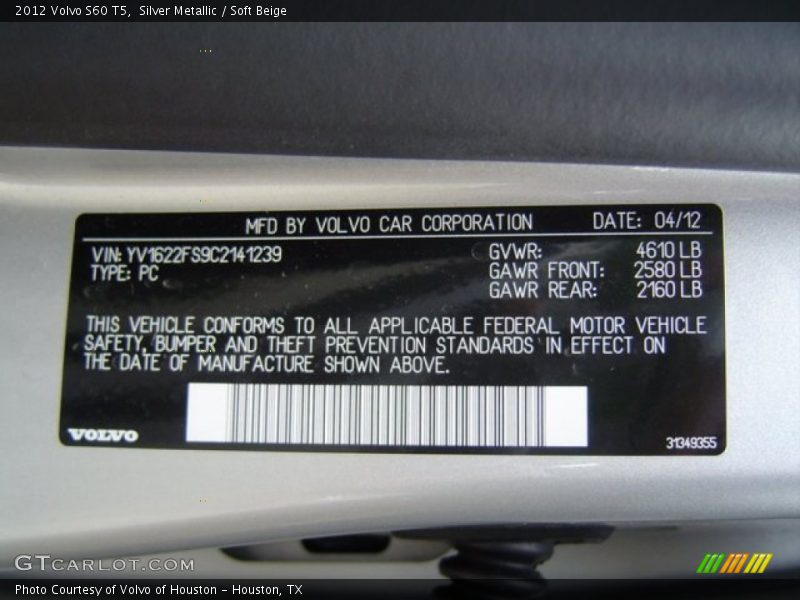 2012 Volvo S60 T5,  Silver Metallic / Soft Beige
MFD BY VOLVO CAR CORPORATION DATE: 04/12
VIN: YV1622FS9C2141239 GVWR: 4610 LB
TYPE: PC GAWR FRONT: 2580 LB
GAWR REAR: 2160 LB
THIS VEHICLE CONFORMS TO ALL APPLICABLE FEDERAL MOTOR VEHICLE
SAFETY, BUMPER AND THEFT PREVENTION STANDARDS IN EFFECT ON
THE DATE OF MANUFACTURE SHOWN ABOVE.
VOLVO 31349355
GTCARLOT.COM
Photo Courtesy of Volvo of Houston - Houston, TX